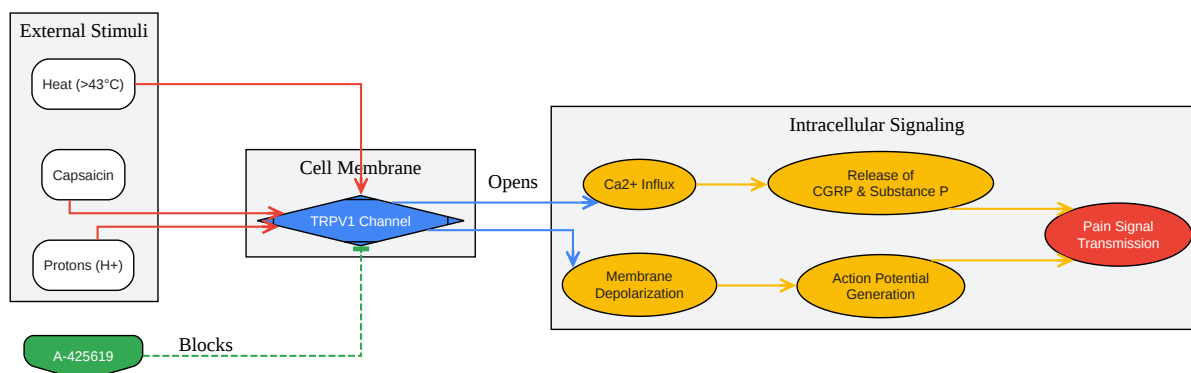 External Stimuli
Heat (>43°C)
Capsaicin
Protons (H+)
A-425619
Blocks
Cell Membrane
TRPV1 Channel
Opens
Intracellular Signaling
Ca2+ Influx
Release of
CGRP & Substance P
Membrane
Depolarization
Action Potential
Generation
Pain Signal
Transmission